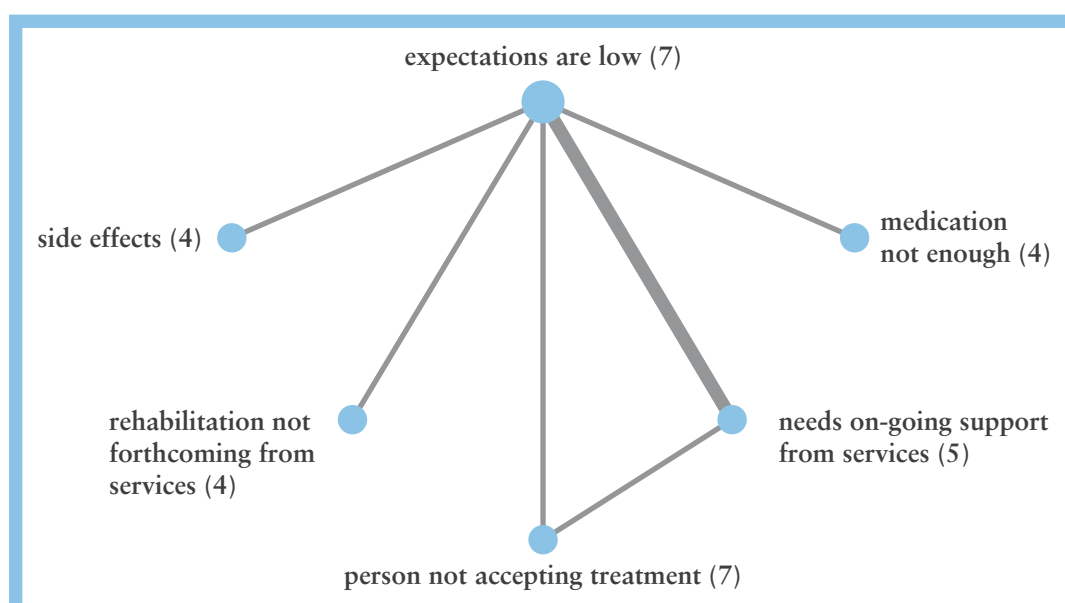 expectations are low (7)
side effects (4)
medication
not enough (4)
rehabilitation not
forthcoming from
services (4)
needs on-going support
from services (5)
person not accepting treatment (7)